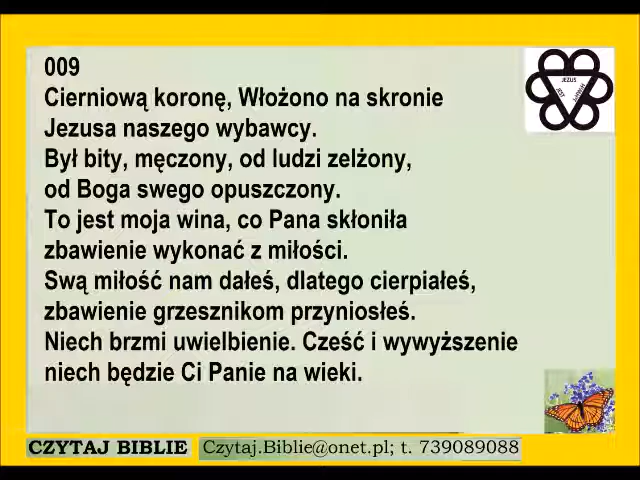 009
Cierniową koronę, Włożono na skronie
Jezusa naszego wybawcy.
Był bity, męczony, od ludzi zelżony,
od Boga swego opuszczony.
To jest moja wina, co Pana skłoniła
zbawienie wykonać z miłości.
Swą miłość nam dałeś, dlatego cierpiałeś,
zbawienie grzesznikom przyniosłeś.
Niech brzmi uwielbienie. Cześć i wywyższenie
niech będzie Ci Panie na wieki.
JEZUS
JEST
CZYTAJ BIBLIE Czytaj.Biblie@onet.pl; t. 739089088